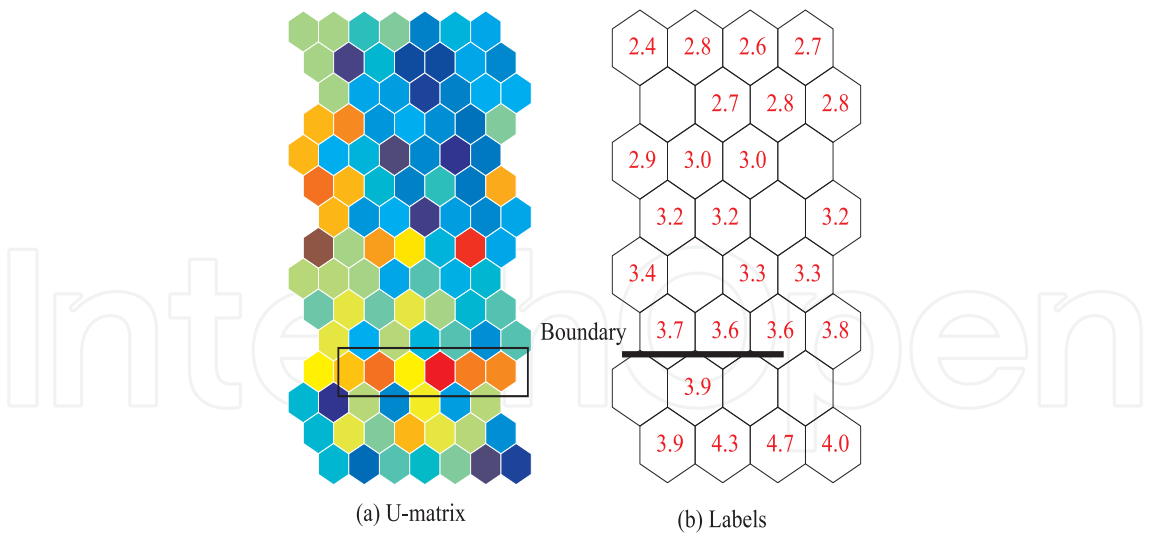 2.4 2.8 2.6 2.7
2.7 2.8 2.8
2.9 3.0 3.0
3.2 3.2 3.2
3.4 3.3 3.3
3.7 3.6 3.6 3.8
Boundary
3.9
3.9 4.3 4.7 4.0
(a) U-matrix
(b) Labels